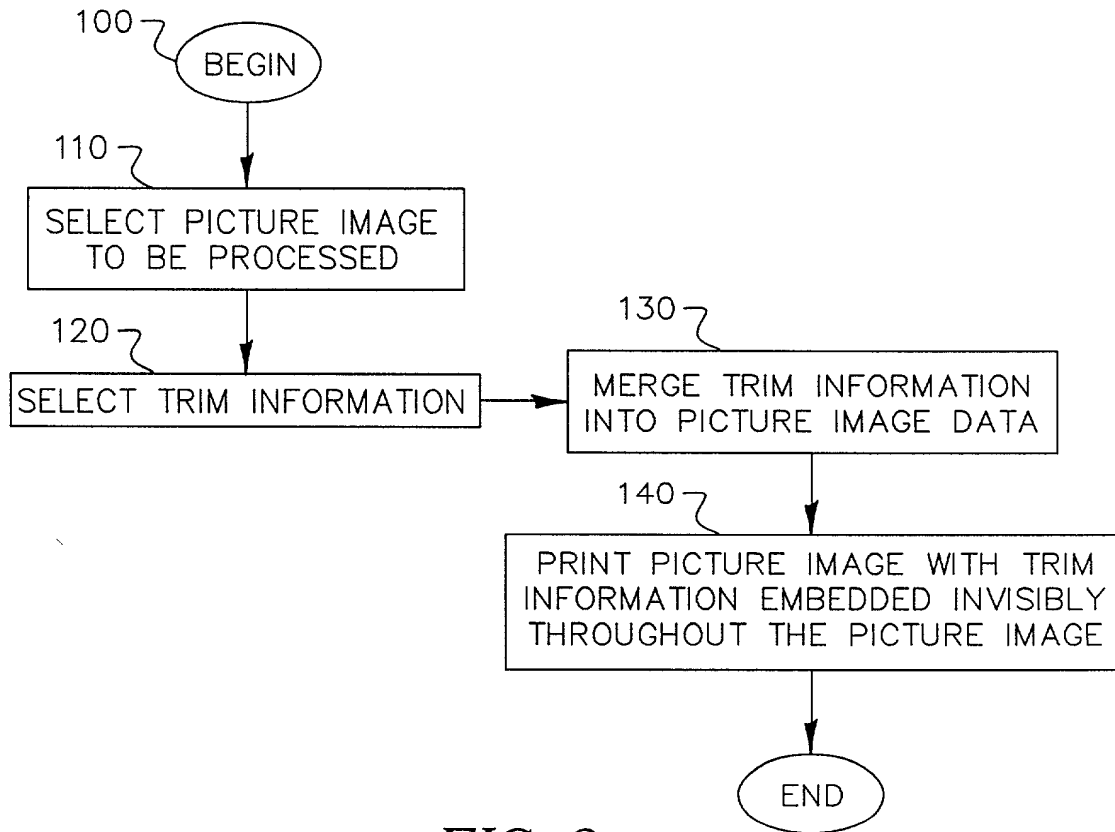 100
BEGIN
110
SELECT PICTURE IMAGE
TO BE PROCESSED
120
SELECT TRIM INFORMATION
130
MERGE TRIM INFORMATION
INTO PICTURE IMAGE DATA
140
PRINT PICTURE IMAGE WITH TRIM
INFORMATION EMBEDDED INVISIBLY
THROUGHOUT THE PICTURE IMAGE
END
FIG.